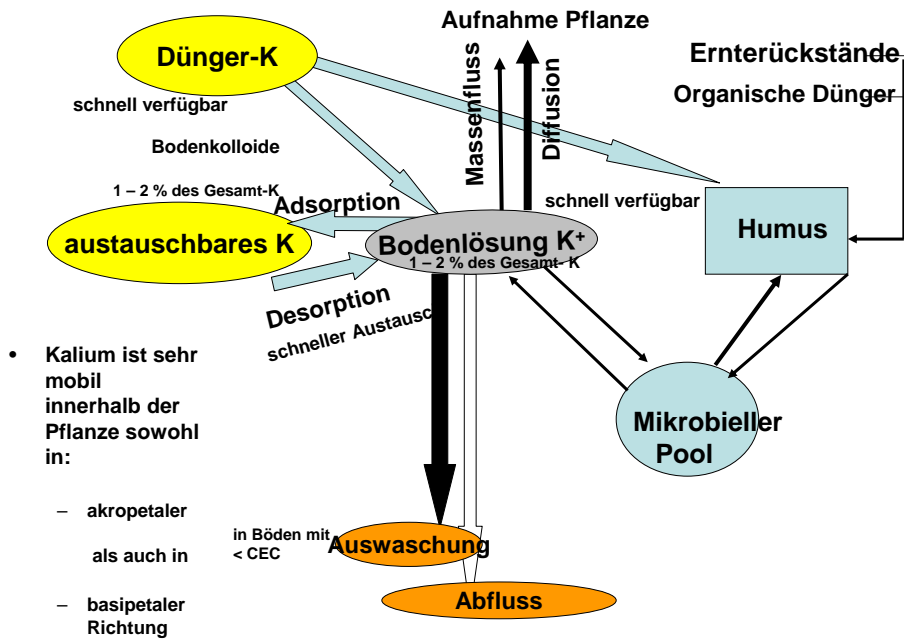 Aufnahme Pflanze
Dünger-K
Ernterückstände
Organische Dünger
schnell verfügbar
Massenfluss
Diffusion
Bodenkolloide
1 – 2 % des Gesamt-K
Adsorption
schnell verfügbar
austauschbares K
Bodenlösung K⁺
1 – 2 % des Gesamt- K
Humus
Desorption
schneller Austausc
• Kalium ist sehr
mobil
innerhalb der
Pflanze sowohl
in:
– akropetaler
als auch in
– basipetaler
Richtung
Mikrobieller
Pool
in Böden mit
< CEC
Auswaschung
Abfluss